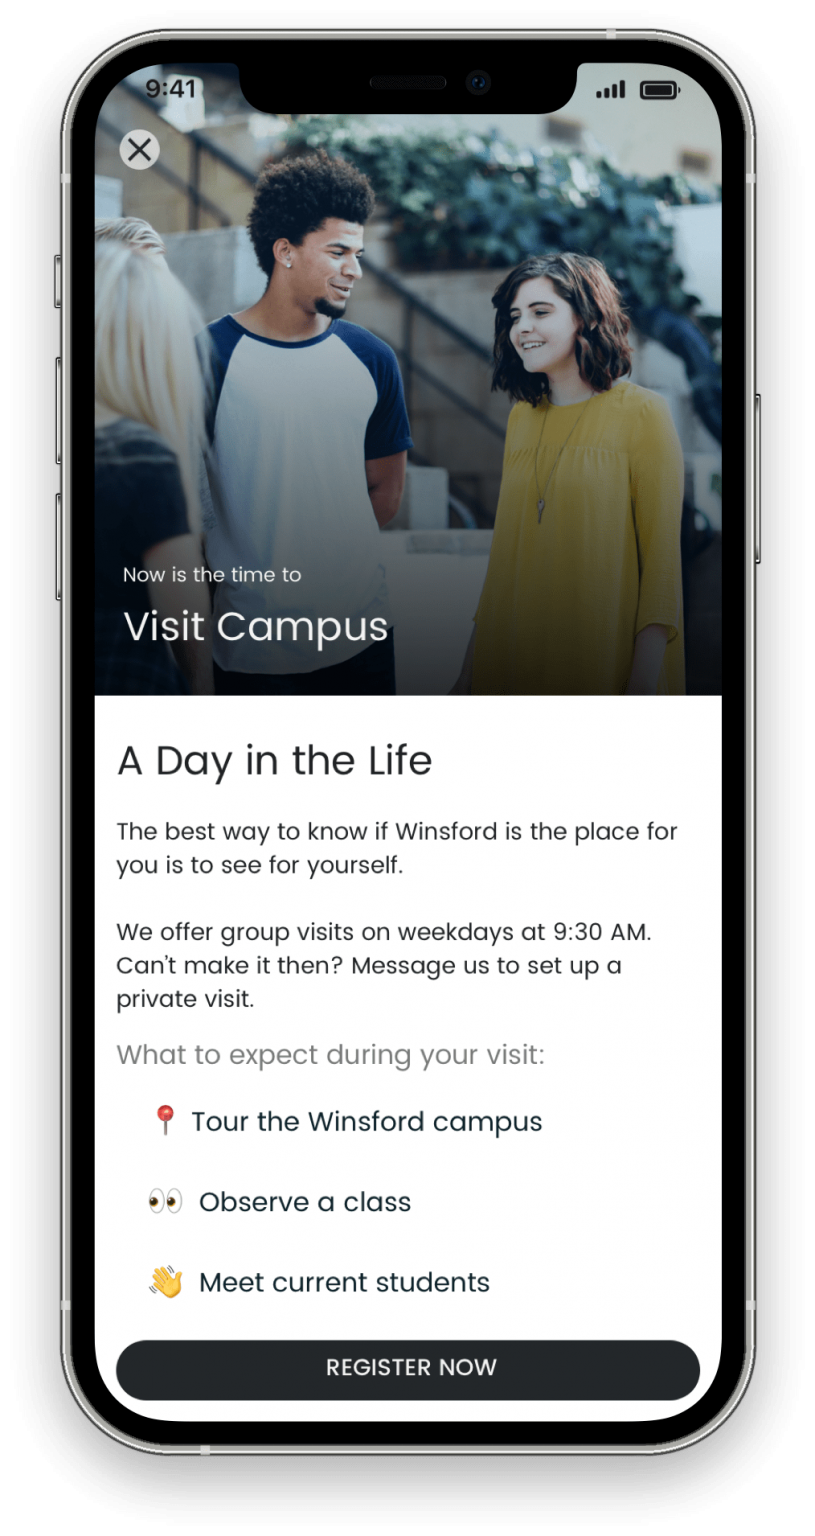 9:41
Now is the time to
Visit Campus
A Day in the Life
The best way to know if Winsford is the place for
you is to see for yourself.
We offer group visits on weekdays at 9:30 AM.
Can't make it then? Message us to set up a
private visit.
What to expect during your visit:
📍 Tour the Winsford campus
👀 Observe a class
👋 Meet current students
REGISTER NOW